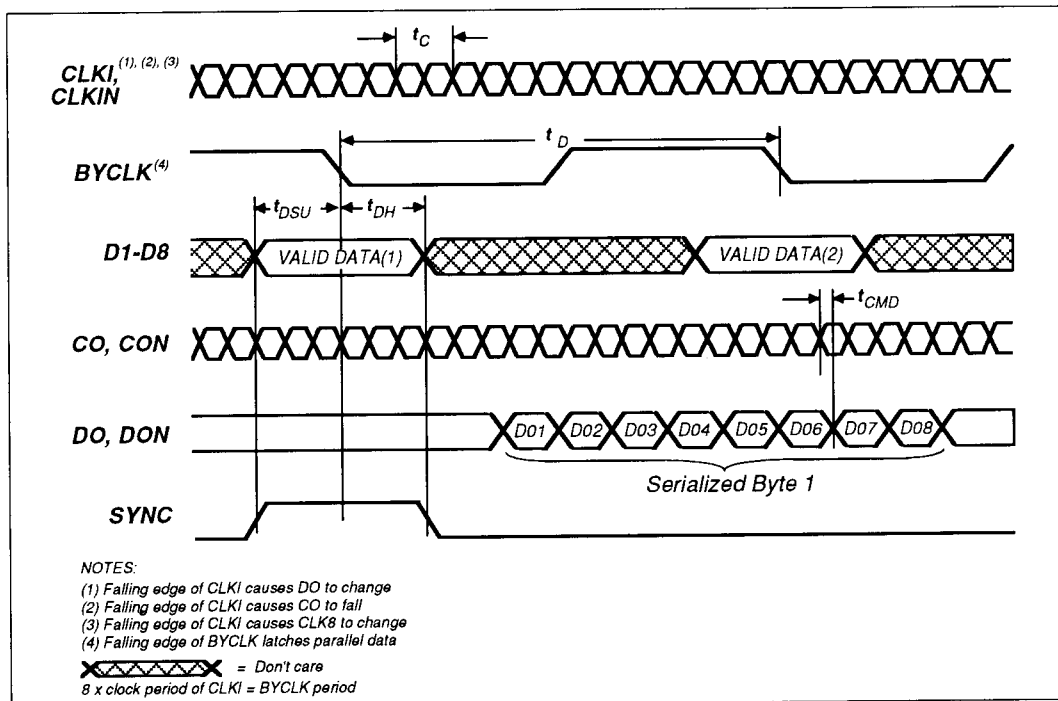 t_C
CLKI, (1), (2), (3)
CLKIN
t_D
BYCLK(4)
t_DSU
t_DH
D1-D8
VALID DATA(1)
VALID DATA(2)
t_CMD
CO, CON
DO, DON
D01 D02 D03 D04 D05 D06 D07 D08
Serialized Byte 1
SYNC
NOTES:
(1) Falling edge of CLKI causes DO to change
(2) Falling edge of CLKI causes CO to fall
(3) Falling edge of CLKI causes CLK8 to change
(4) Falling edge of BYCLK latches parallel data
= Don't care
8 x clock period of CLKI = BYCLK period